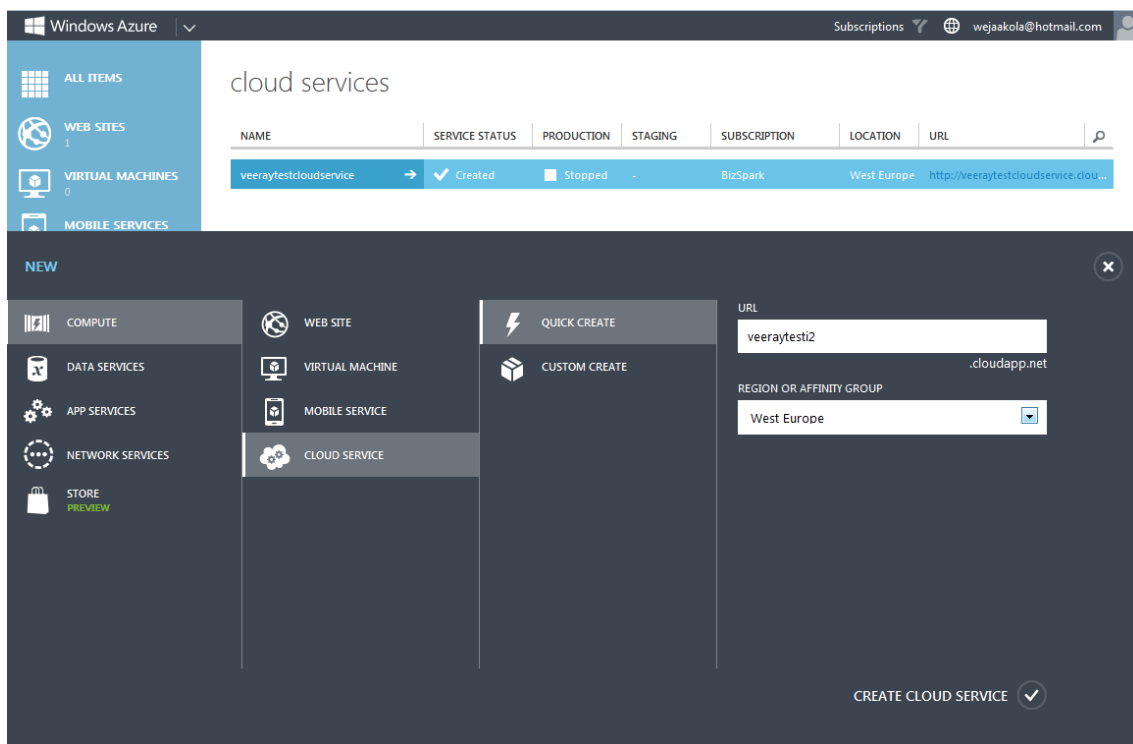 Windows Azure
Subscriptions wejaakola@hotmail.com
ALL ITEMS
WEB SITES
1
VIRTUAL MACHINES
0
MOBILE SERVICES
cloud services
NAME SERVICE STATUS PRODUCTION STAGING SUBSCRIPTION LOCATION URL
veeraytestcloudservice Created Stopped - BizSpark West Europe http://veeraytestcloudservice.clou...
NEW
COMPUTE
DATA SERVICES
APP SERVICES
NETWORK SERVICES
STORE
PREVIEW
WEB SITE
VIRTUAL MACHINE
MOBILE SERVICE
CLOUD SERVICE
QUICK CREATE
CUSTOM CREATE
URL
veeraytesti2
.cloudapp.net
REGION OR AFFINITY GROUP
West Europe
CREATE CLOUD SERVICE